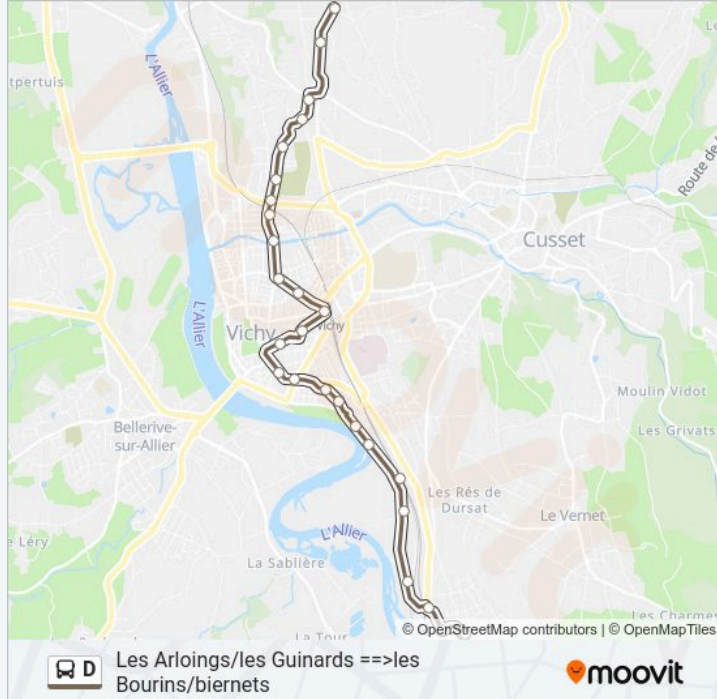 L'Allier
tpertuis
Route de
Cusset
L'Allier
Vichy
Vichy
Moulin Vidot
Bellerive-
sur-Allier
Les Grivats
Les Rés de
Dursat
Le Vernet
e Léry
L'Allier
La Sablière
Les Charmes
La Tour
© OpenStreetMap contributors | © OpenMapTiles
D
Les Arloings/les Guinards ==>les
Bourins/biernets
moovit